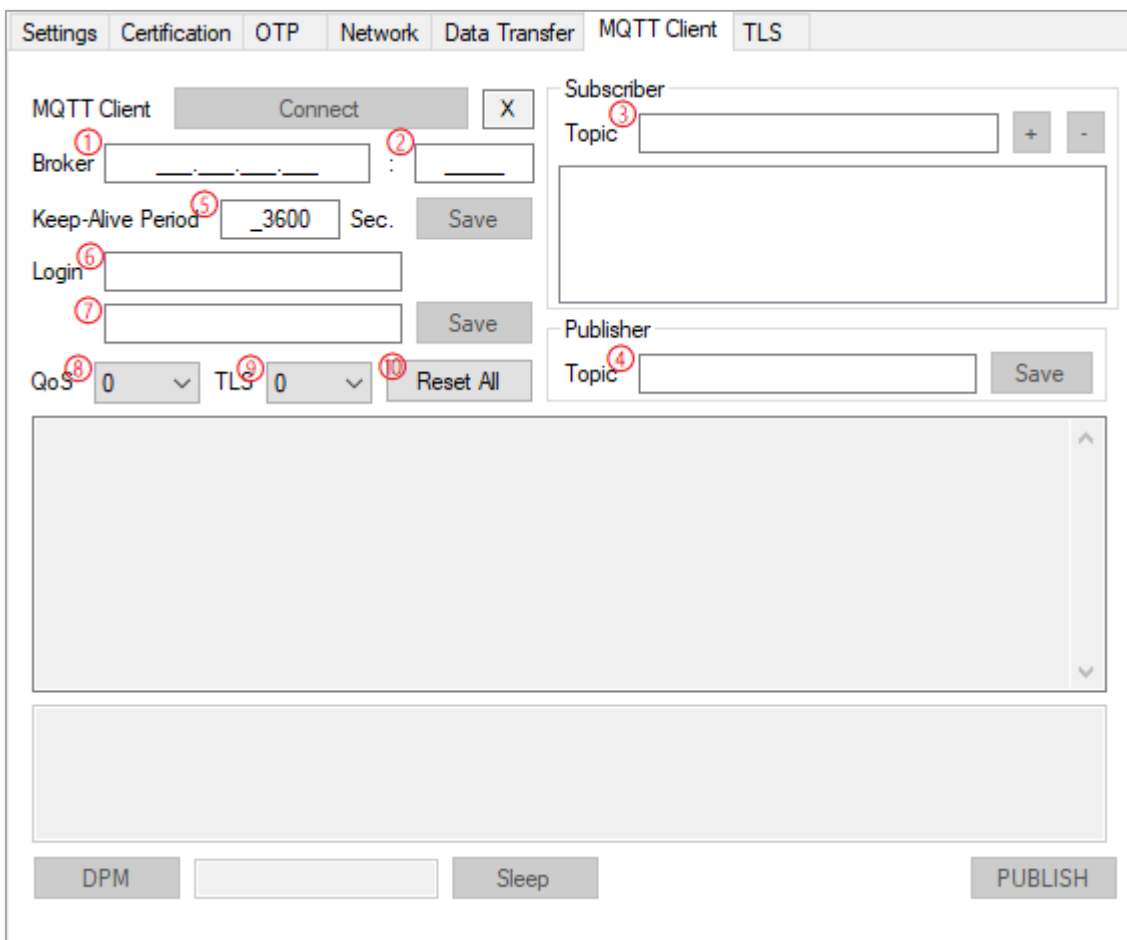 Settings Certification OTP Network Data Transfer MQTT Client TLS
MQTT Client Connect X
① Broker ___.___.___.___ ② : _____
Keep-Alive Period ⑤ _3600 Sec. Save
Login ⑥
⑦ Save
QoS ⑧ 0 TLS ⑨ 0 ⑩ Reset All
Subscriber
Topic ③ + -
Publisher
Topic ④ Save
DPM Sleep PUBLISH